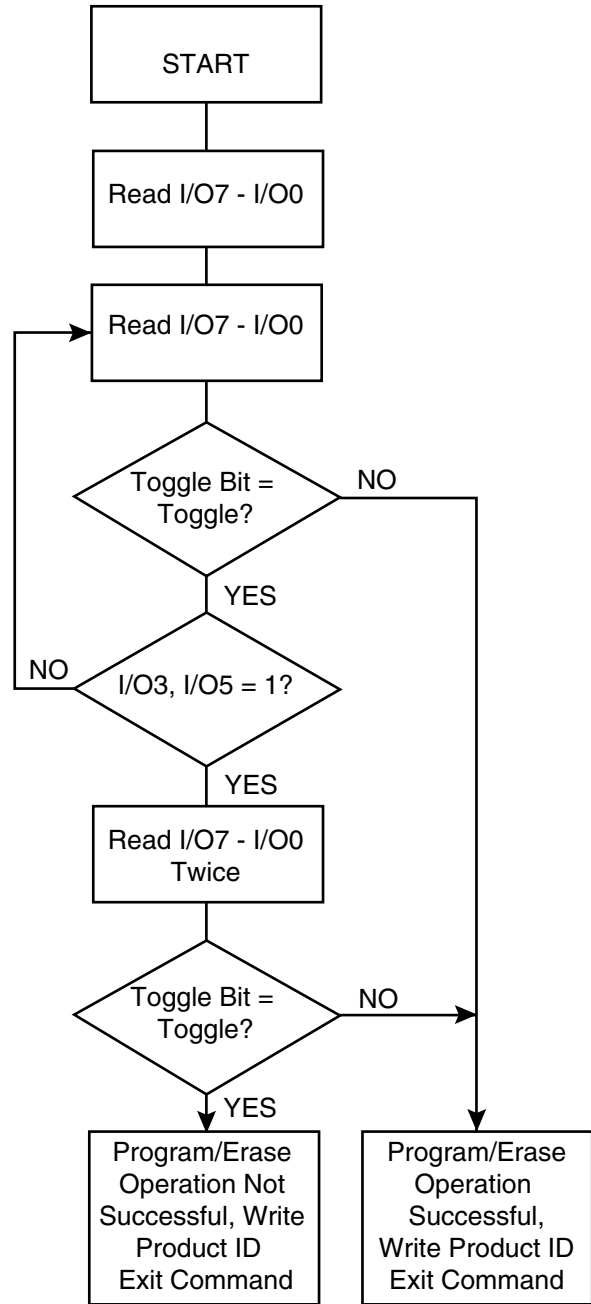 START
Read I/O7 - I/O0
Read I/O7 - I/O0
Toggle Bit =
Toggle?
NO
YES
NO
I/O3, I/O5 = 1?
YES
Read I/O7 - I/O0
Twice
Toggle Bit =
Toggle?
NO
YES
Program/Erase
Operation Not
Successful, Write
Product ID
Exit Command
Program/Erase
Operation
Successful,
Write Product ID
Exit Command